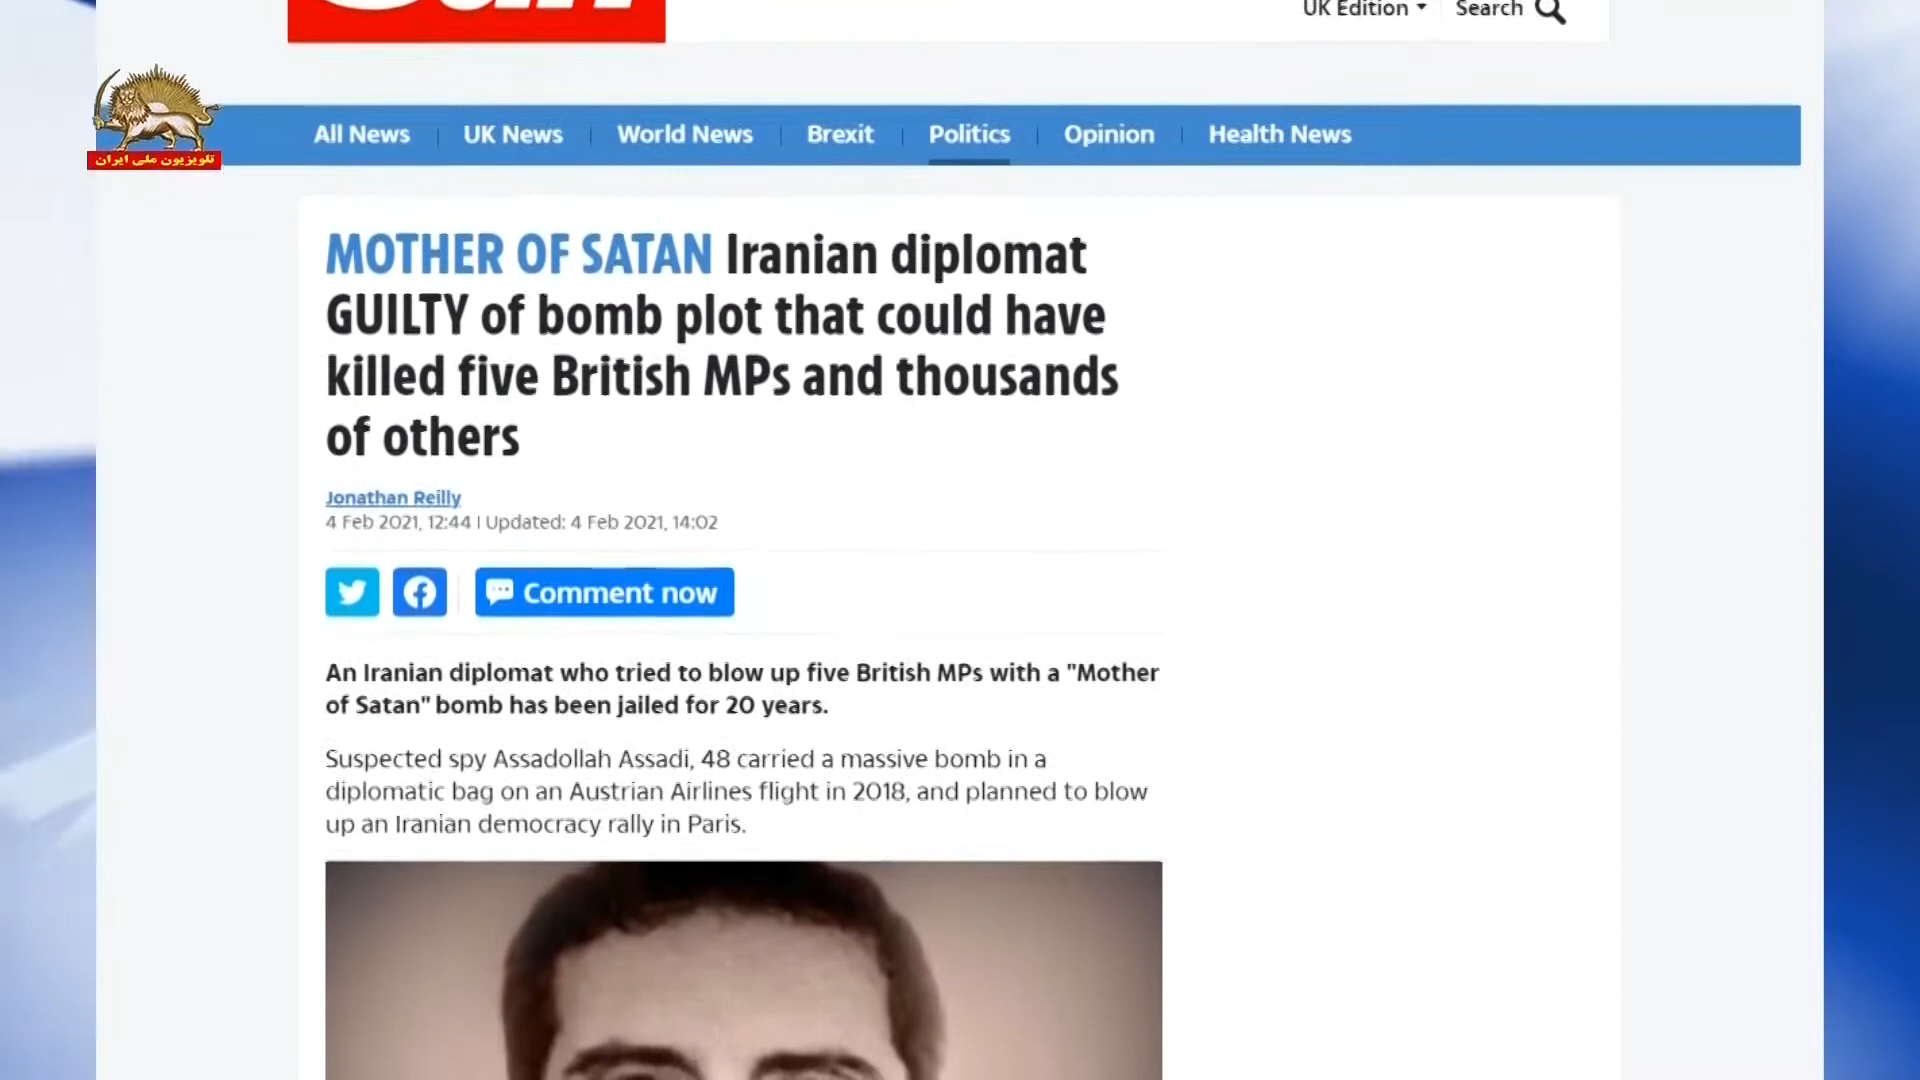 Sun
UK Edition
Search
تلویزیون ملی ایران
All News
UK News
World News
Brexit
Politics
Opinion
Health News
MOTHER OF SATAN Iranian diplomat
GUILTY of bomb plot that could have
killed five British MPs and thousands
of others
Jonathan Reilly
4 Feb 2021, 12:44 | Updated: 4 Feb 2021, 14:02
Comment now
An Iranian diplomat who tried to blow up five British MPs with a "Mother
of Satan" bomb has been jailed for 20 years.
Suspected spy Assadollah Assadi, 48 carried a massive bomb in a
diplomatic bag on an Austrian Airlines flight in 2018, and planned to blow
up an Iranian democracy rally in Paris.